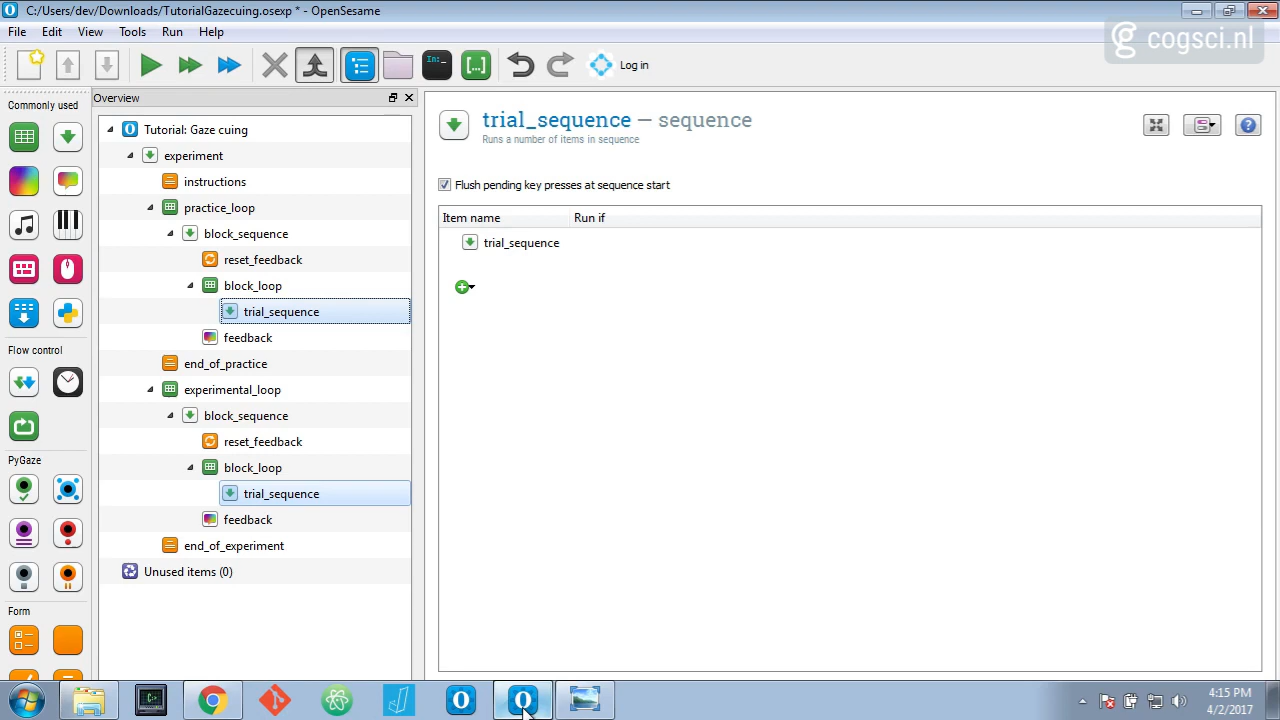 C:/Users/dev/Downloads/TutorialGazecuing.osexp * - OpenSesame
File Edit View Tools Run Help
cogsci.nl
In:_
[...]
Log in
Commonly used
Overview
Tutorial: Gaze cuing
experiment
instructions
practice_loop
block_sequence
reset_feedback
block_loop
trial_sequence
feedback
end_of_practice
experimental_loop
block_sequence
reset_feedback
block_loop
trial_sequence
feedback
end_of_experiment
Unused items (0)
Flow control
PyGaze
Form
trial_sequence — sequence
Runs a number of items in sequence
Flush pending key presses at sequence start
Item name Run if
trial_sequence
4:15 PM
4/2/2017